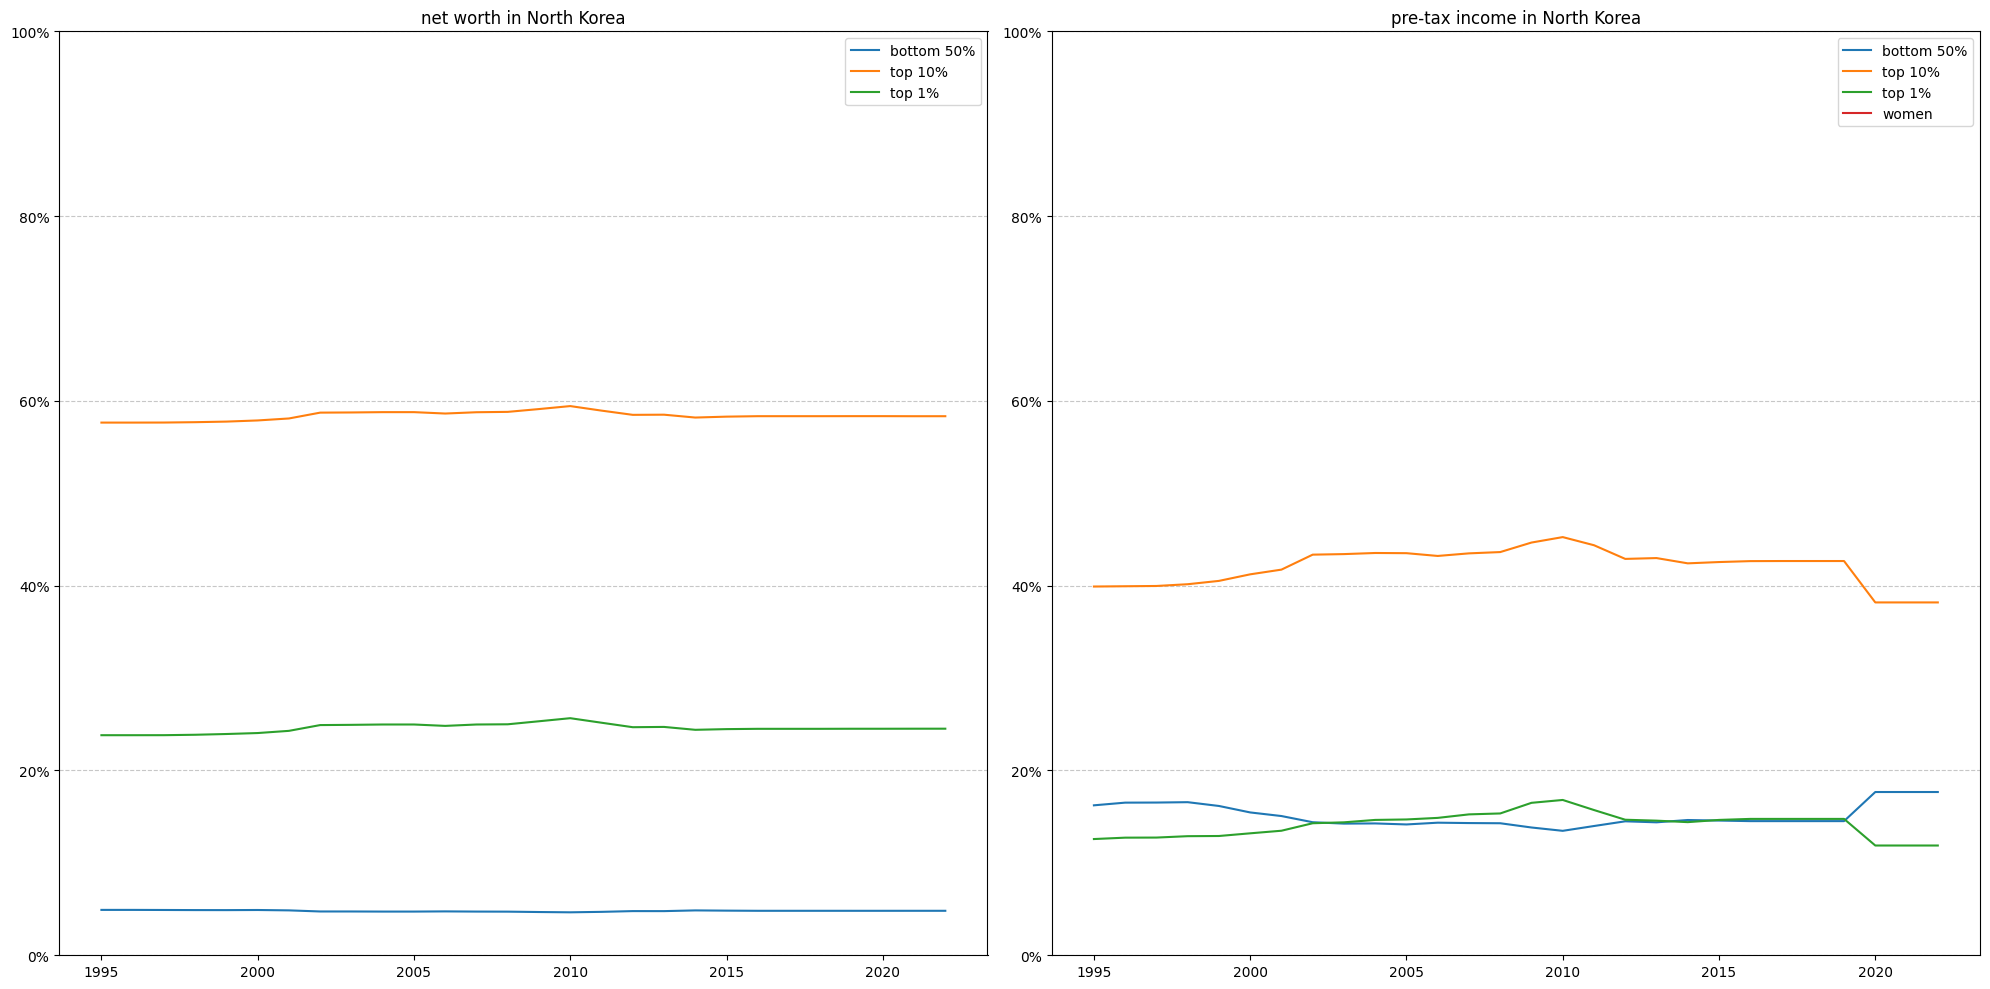 net worth in North Korea
100%
80%
60%
40%
20%
0%
1995 2000 2005 2010 2015 2020
bottom 50%
top 10%
top 1%
pre-tax income in North Korea
100%
80%
60%
40%
20%
0%
1995 2000 2005 2010 2015 2020
bottom 50%
top 10%
top 1%
women